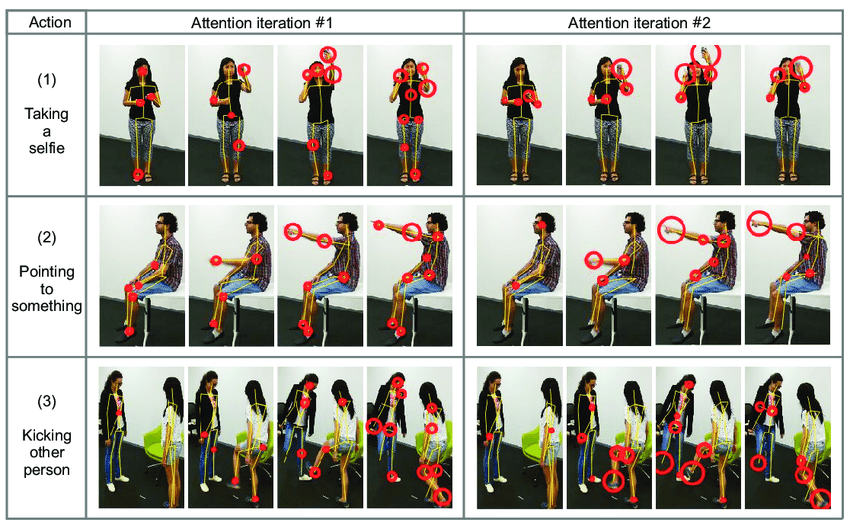 Action
Attention iteration #1
Attention iteration #2
(1)
Taking
a
selfie
(2)
Pointing
to
something
(3)
Kicking
other
person